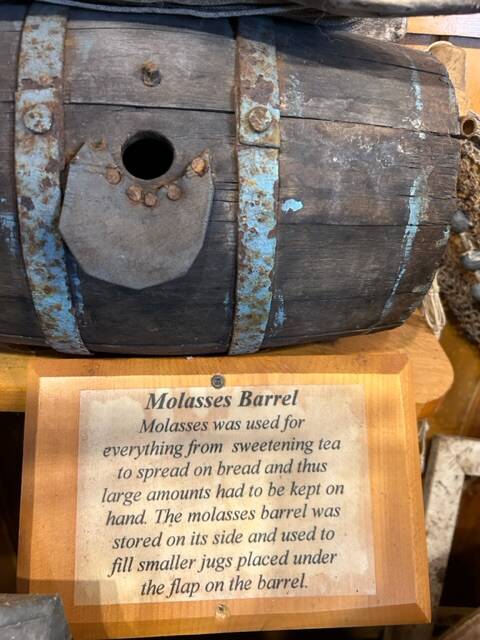 Molasses Barrel
Molasses was used for
everything from sweetening tea
to spread on bread and thus
large amounts had to be kept on
hand. The molasses barrel was
stored on its side and used to
fill smaller jugs placed under
the flap on the barrel.